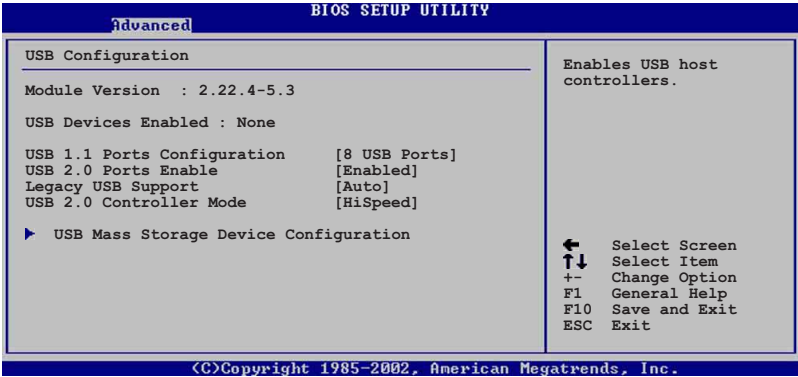 BIOS SETUP UTILITY
Advanced
USB Configuration
Module Version : 2.22.4-5.3
USB Devices Enabled : None
USB 1.1 Ports Configuration [8 USB Ports]
USB 2.0 Ports Enable [Enabled]
Legacy USB Support [Auto]
USB 2.0 Controller Mode [HiSpeed]
USB Mass Storage Device Configuration
Enables USB host
controllers.
← Select Screen
↑↓ Select Item
+- Change Option
F1 General Help
F10 Save and Exit
ESC Exit
(C)Copyright 1985-2002, American Megatrends, Inc.